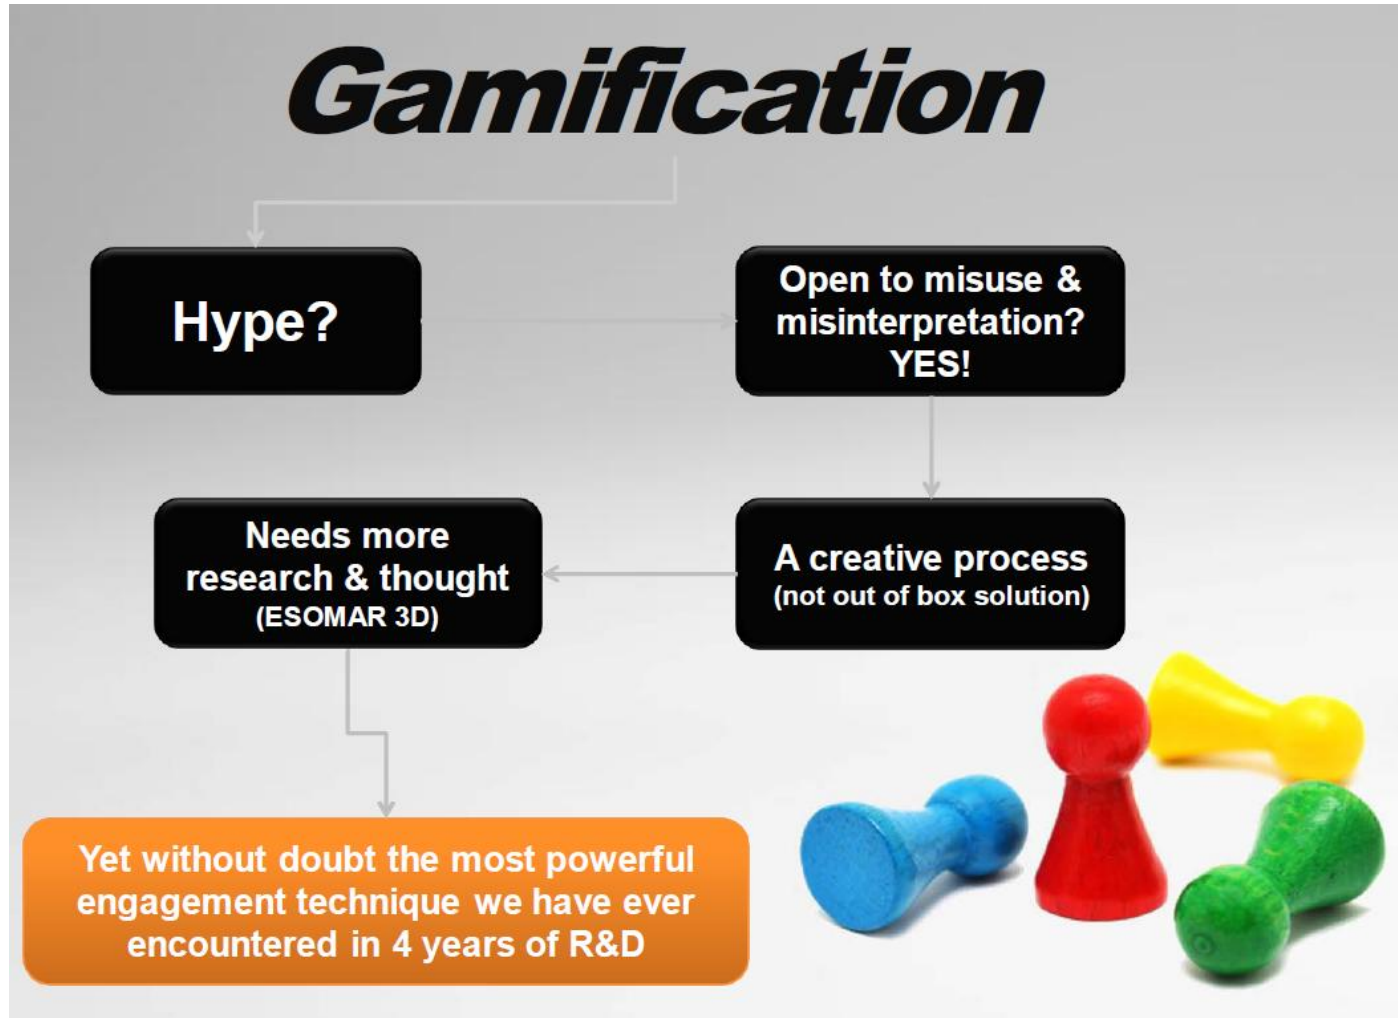 Gamification
Hype?
Open to misuse &
misinterpretation?
YES!
A creative process
(not out of box solution)
Needs more
research & thought
(ESOMAR 3D)
Yet without doubt the most powerful
engagement technique we have ever
encountered in 4 years of R&D